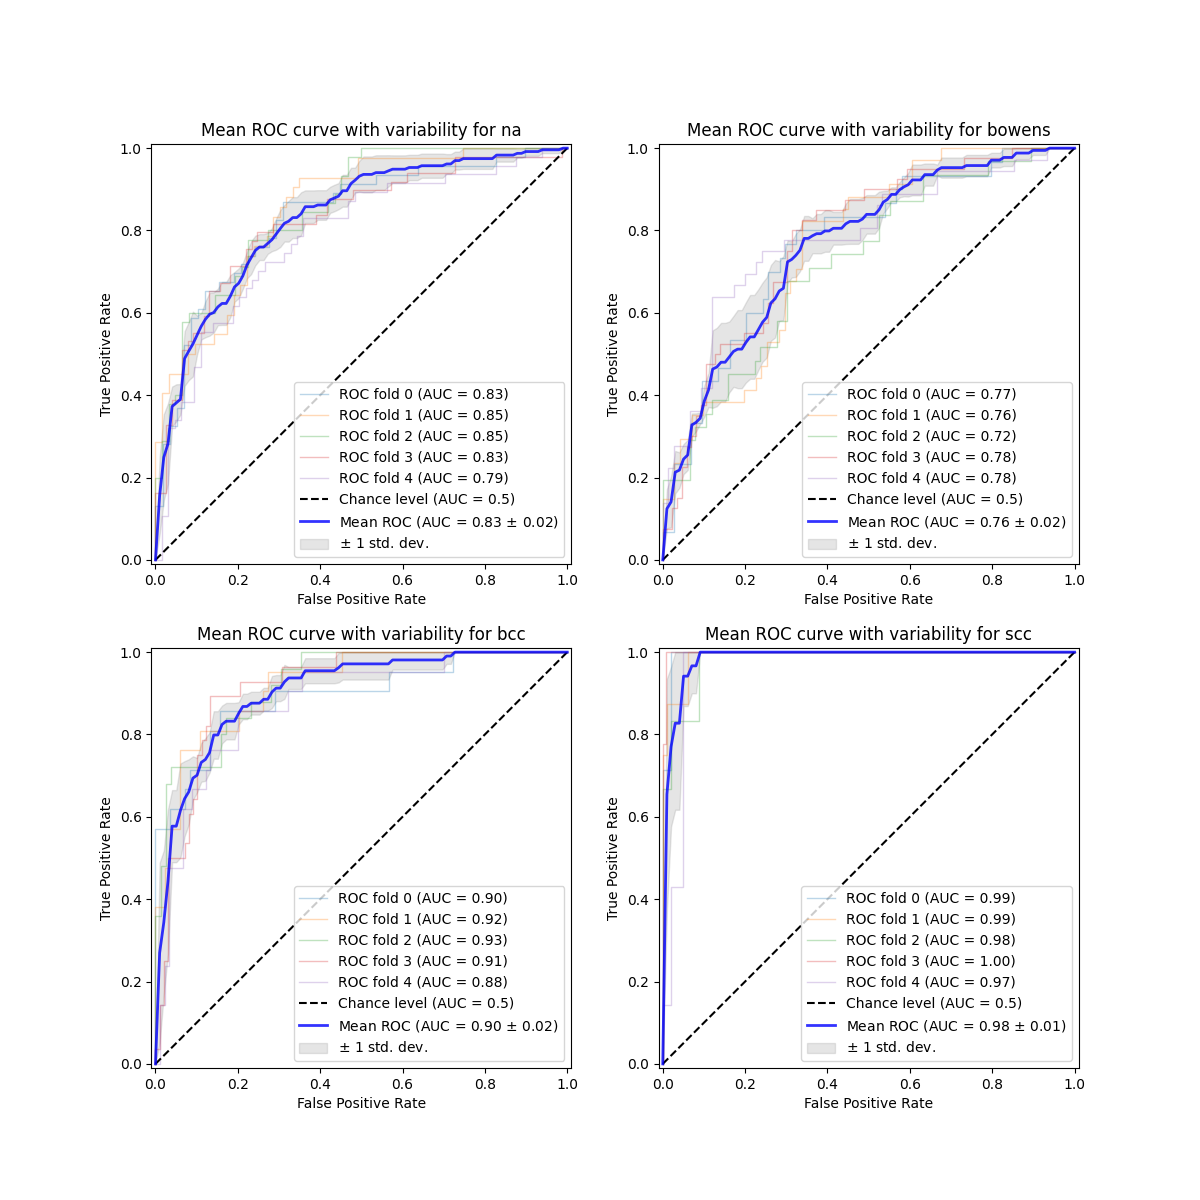 Mean ROC curve with variability for na
1.0
0.8
0.6
0.4
0.2
0.0
True Positive Rate
ROC fold 0 (AUC = 0.83)
ROC fold 1 (AUC = 0.85)
ROC fold 2 (AUC = 0.85)
ROC fold 3 (AUC = 0.83)
ROC fold 4 (AUC = 0.79)
Chance level (AUC = 0.5)
Mean ROC (AUC = 0.83 ± 0.02)
± 1 std. dev.
0.0 0.2 0.4 0.6 0.8 1.0
False Positive Rate
Mean ROC curve with variability for bowens
1.0
0.8
0.6
0.4
0.2
0.0
True Positive Rate
ROC fold 0 (AUC = 0.77)
ROC fold 1 (AUC = 0.76)
ROC fold 2 (AUC = 0.72)
ROC fold 3 (AUC = 0.78)
ROC fold 4 (AUC = 0.78)
Chance level (AUC = 0.5)
Mean ROC (AUC = 0.76 ± 0.02)
± 1 std. dev.
0.0 0.2 0.4 0.6 0.8 1.0
False Positive Rate
Mean ROC curve with variability for bcc
1.0
0.8
0.6
0.4
0.2
0.0
True Positive Rate
ROC fold 0 (AUC = 0.90)
ROC fold 1 (AUC = 0.92)
ROC fold 2 (AUC = 0.93)
ROC fold 3 (AUC = 0.91)
ROC fold 4 (AUC = 0.88)
Chance level (AUC = 0.5)
Mean ROC (AUC = 0.90 ± 0.02)
± 1 std. dev.
0.0 0.2 0.4 0.6 0.8 1.0
False Positive Rate
Mean ROC curve with variability for scc
1.0
0.8
0.6
0.4
0.2
0.0
True Positive Rate
ROC fold 0 (AUC = 0.99)
ROC fold 1 (AUC = 0.99)
ROC fold 2 (AUC = 0.98)
ROC fold 3 (AUC = 1.00)
ROC fold 4 (AUC = 0.97)
Chance level (AUC = 0.5)
Mean ROC (AUC = 0.98 ± 0.01)
± 1 std. dev.
0.0 0.2 0.4 0.6 0.8 1.0
False Positive Rate